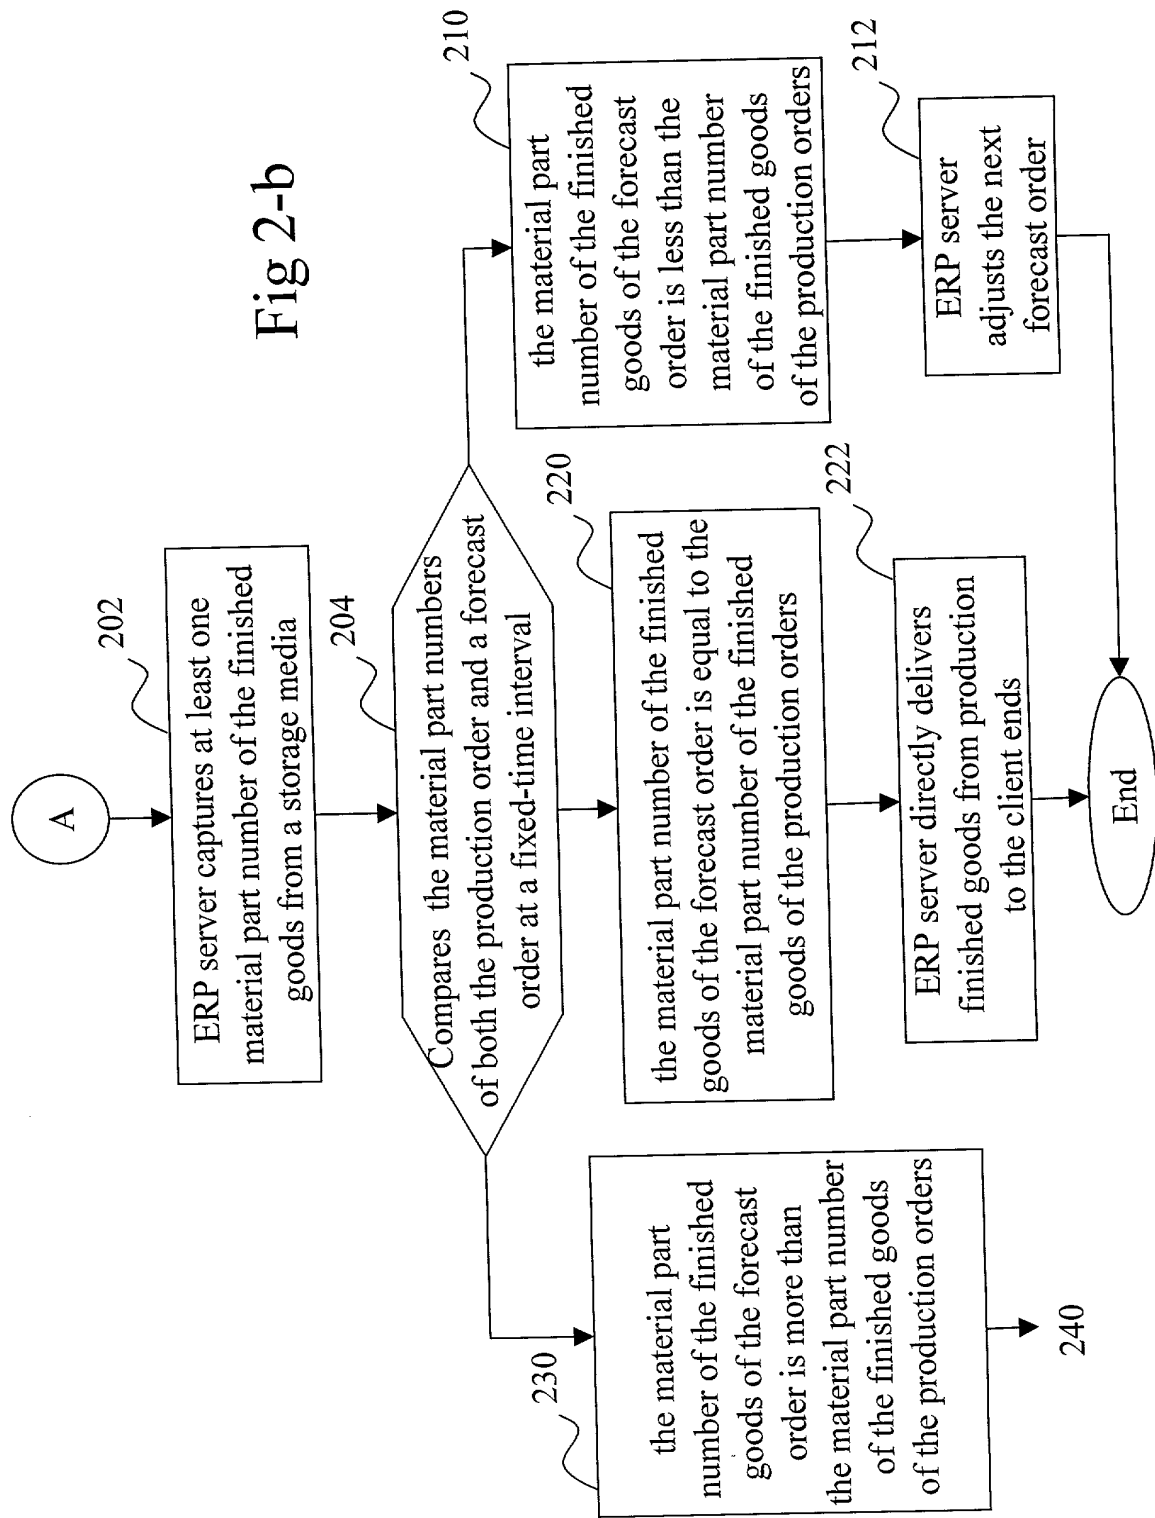 Fig 2-b
A
202
ERP server captures at least one
material part number of the finished
goods from a storage media
204
Compares the material part numbers
of both the production order and a forecast
order at a fixed-time interval
230
the material part
number of the finished
goods of the forecast
order is more than
the material part number
of the finished goods
of the production orders
240
220
the material part number of the finished
goods of the forecast order is equal to the
material part number of the finished
goods of the production orders
222
ERP server directly delivers
finished goods from production
to the client ends
210
the material part
number of the finished
goods of the forecast
order is less than the
material part number
of the finished goods
of the production orders
212
ERP server
adjusts the next
forecast order
End